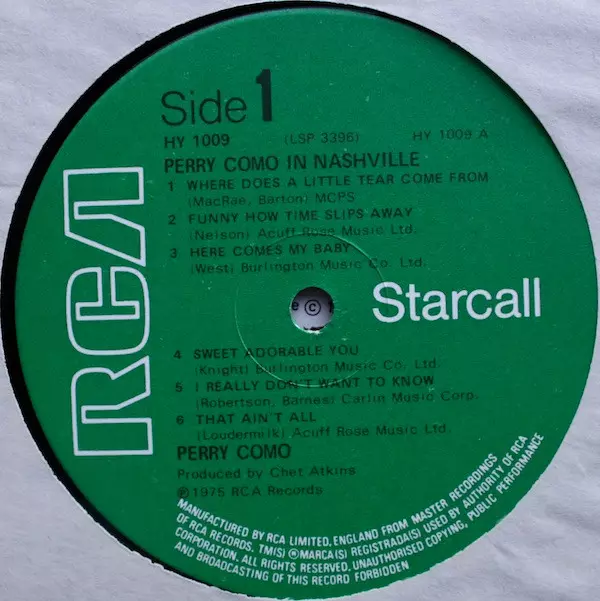 Side 1
HY 1009 (LSP 3396) HY 1009 A
PERRY COMO IN NASHVILLE
1 WHERE DOES A LITTLE TEAR COME FROM
(MacRae, Barton) MCPS
2 FUNNY HOW TIME SLIPS AWAY
(Nelson) Acuff Rose Music Ltd.
3 HERE COMES MY BABY
(West) Burlington Music Co. Ltd.
RCA
e ©
Starcall
4 SWEET ADORABLE YOU
(Knight) Burlington Music Co. Ltd.
5 I REALLY DON'T WANT TO KNOW
(Robertson, Barnes) Carlin Music Corp.
6 THAT AIN'T ALL
(Loudermilk) Acuff Rose Music Ltd.
PERRY COMO
Produced by Chet Atkins
℗1975 RCA Records
MANUFACTURED BY RCA LIMITED, ENGLAND FROM MASTER RECORDINGS
OF RCA RECORDS. TM(S) ® MARCA(S) REGISTRADA(S) USED BY AUTHORITY OF RCA
CORPORATION. ALL RIGHTS RESERVED. UNAUTHORISED COPYING, PUBLIC PERFORMANCE
AND BROADCASTING OF THIS RECORD FORBIDDEN